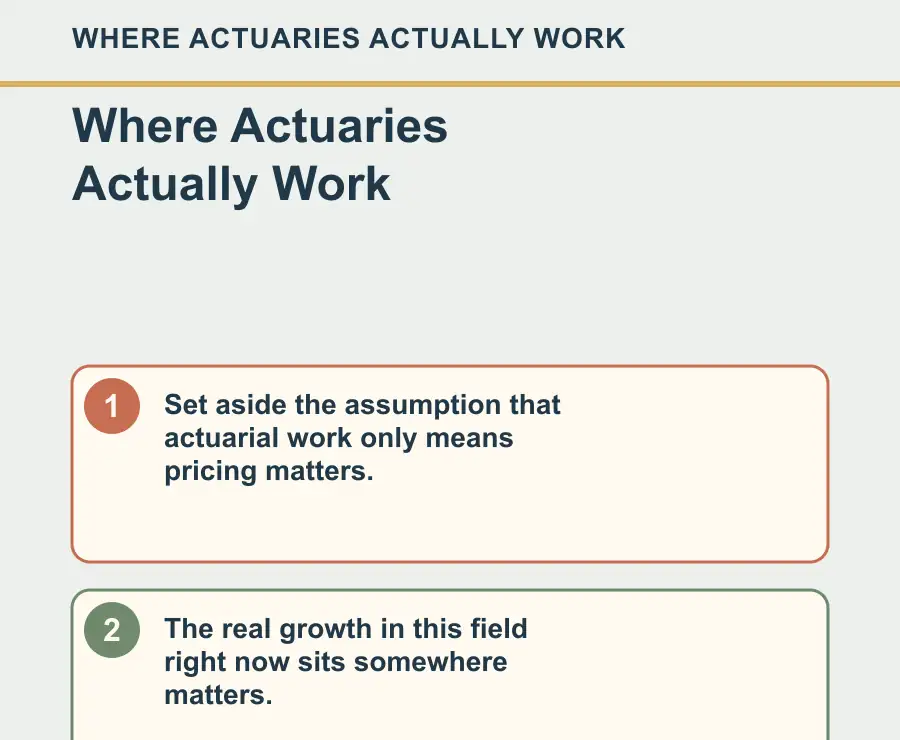 WHERE ACTUARIES ACTUALLY WORK
Where Actuaries
Actually Work
1
Set aside the assumption that
actuarial work only means
pricing matters.
2
The real growth in this field
right now sits somewhere
matters.